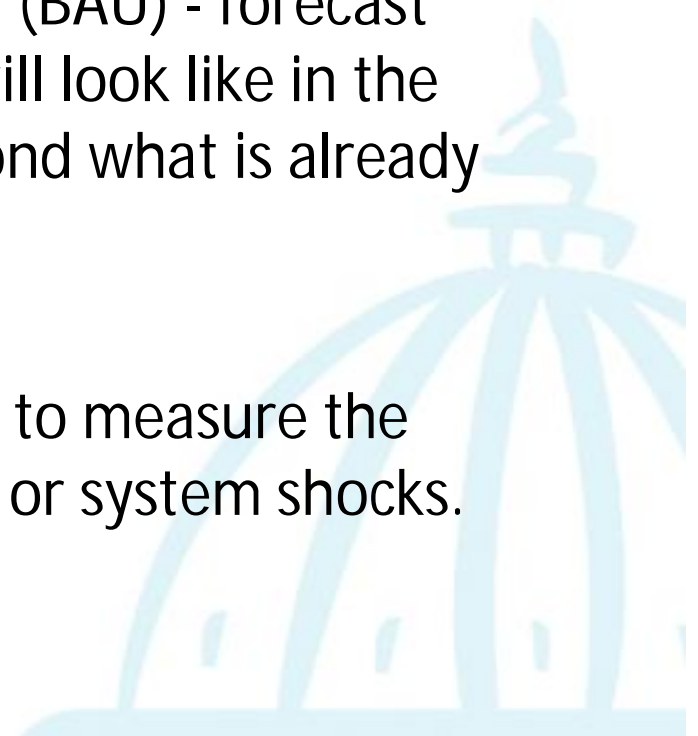 (BAU) - forecast
ill look like in the
ond what is already
to measure the
or system shocks.